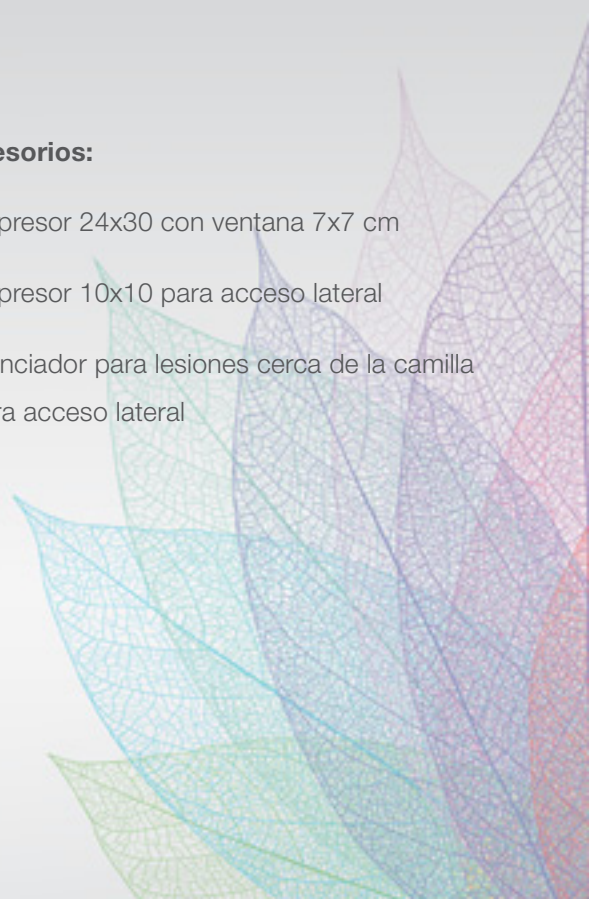 esorios:
presor 24x30 con ventana 7x7 cm
presor 10x10 para acceso lateral
nciador para lesiones cerca de la camilla
ra acceso lateral